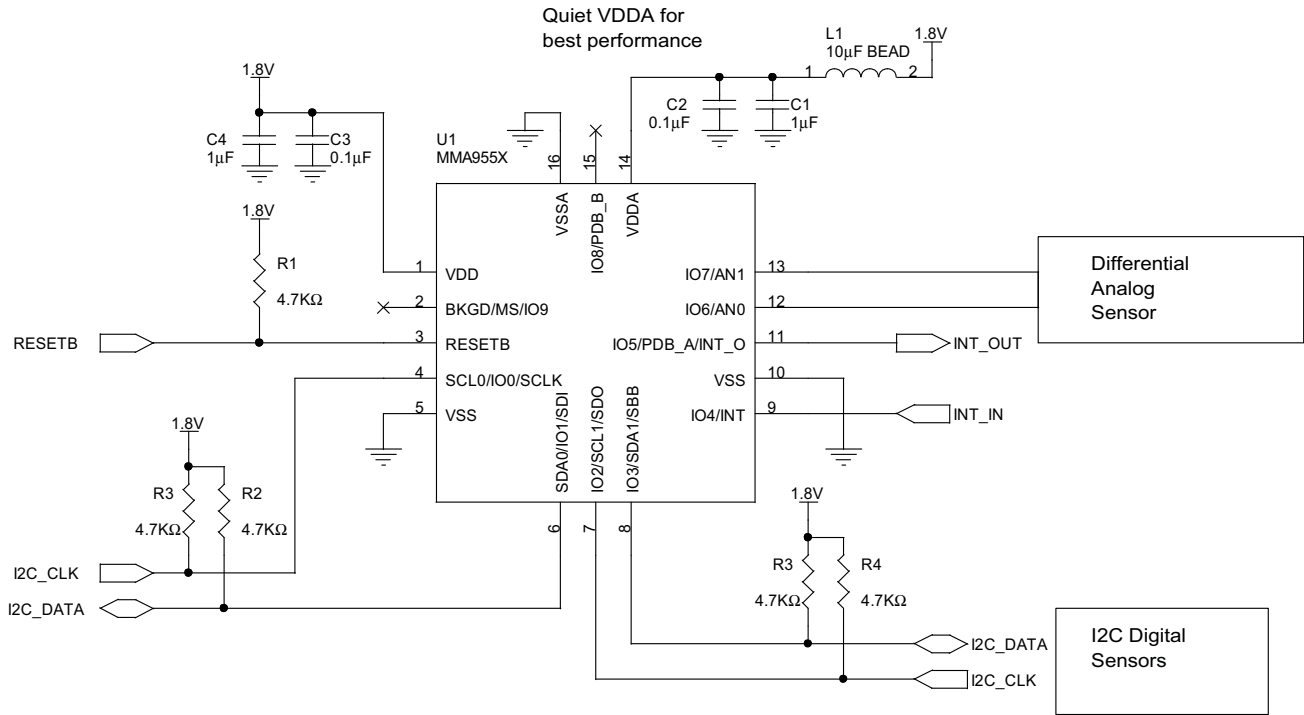 Quiet VDDA for
best performance
L1
10µF BEAD
1.8V
1
2
1.8V
C2
0.1µF
C1
1µF
C4
1µF
C3
0.1µF
U1
MMA955X
16
15
14
VSSA
IO8/PDB_B
VDDA
1.8V
R1
4.7KΩ
1
VDD
2
BKGD/MS/IO9
RESETB
3
RESETB
4
SCL0/IO0/SCLK
5
VSS
IO7/AN1
13
IO6/AN0
12
IO5/PDB_A/INT_O
11
INT_OUT
VSS
10
IO4/INT
9
INT_IN
Differential
Analog
Sensor
SDA0/IO1/SDI
IO2/SCL1/SDO
IO3/SDA1/SBB
6
7
8
1.8V
R3
4.7KΩ
R2
4.7KΩ
I2C_CLK
I2C_DATA
1.8V
R3
4.7KΩ
R4
4.7KΩ
I2C_DATA
I2C_CLK
I2C Digital
Sensors